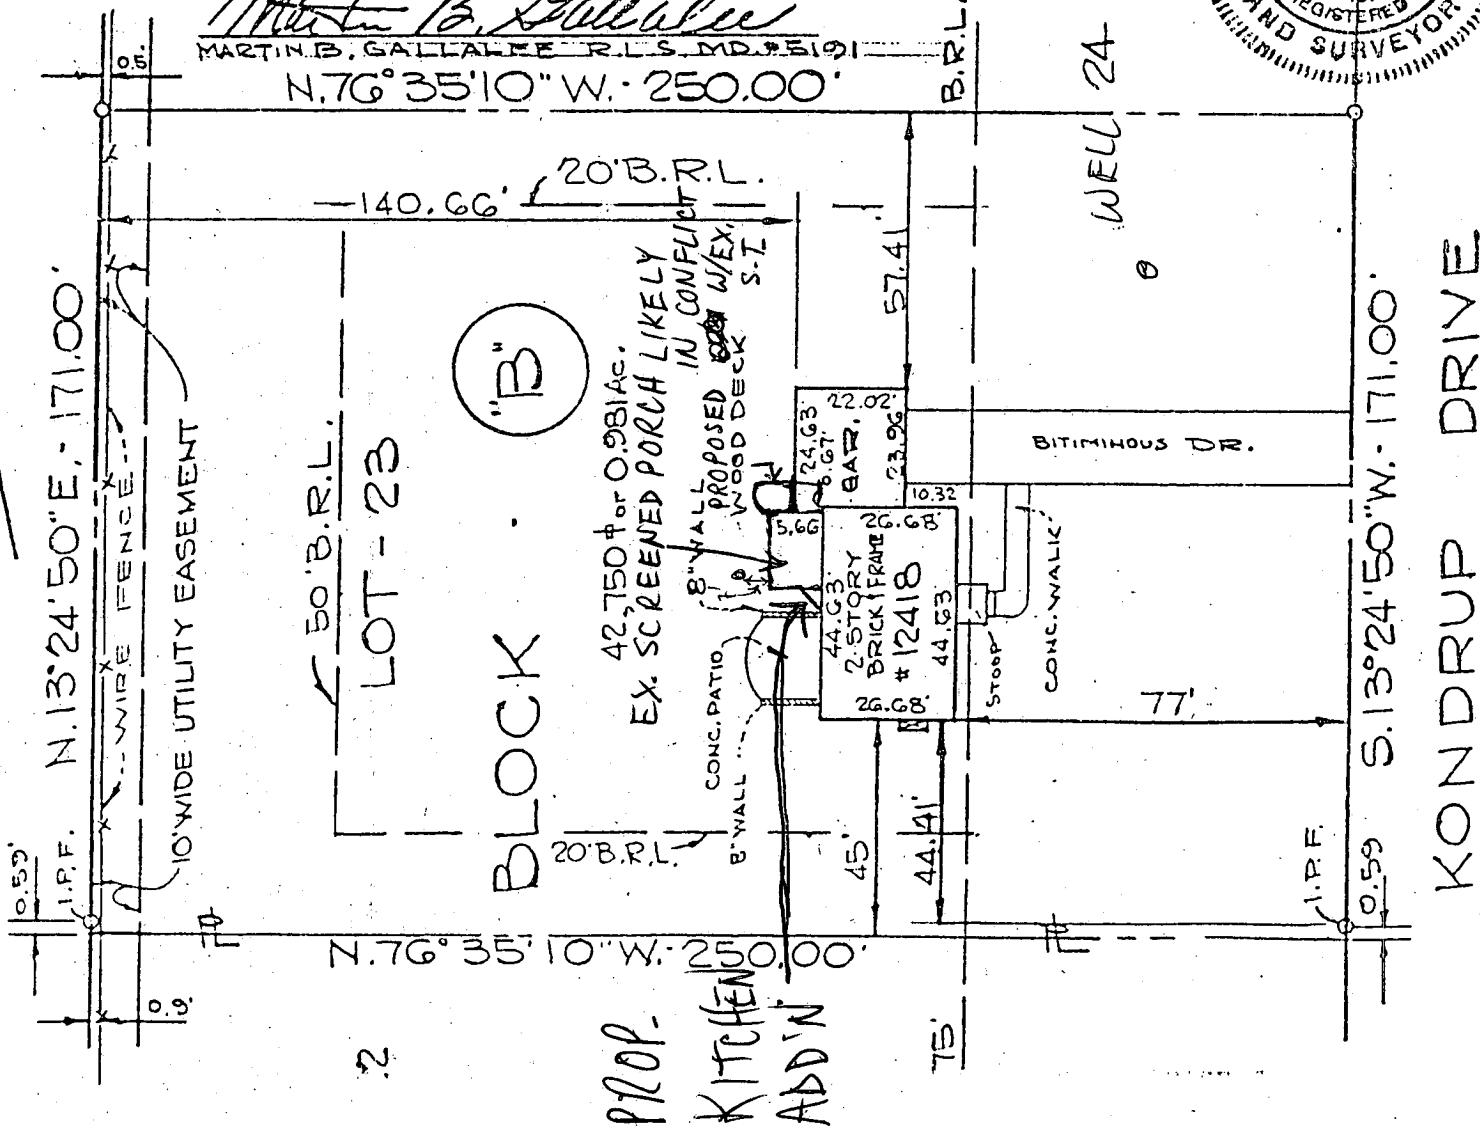 Martin B. Gallalee
MARTIN B. GALLALEE R.L.S. MD. #5191
REGISTERED
LAND SURVEYOR
0.5'
N.76°35'10"W. - 250.00'
B.R.L.
WELL 24
20' B.R.L.
140.66'
57.41
N.13°24'50"E. - 171.00'
WIRE FENCE
10' WIDE UTILITY EASEMENT
50' B.R.L.
LOT - 23
BLOCK "B"
42,750 ⌽ or 0.981 Ac.
EX. SCREENED PORCH LIKELY
IN CONFLICT
W/EX.
S.T
PROPOSED
WOOD DECK
8" WALL
CONC. PATIO
8" WALL
24.63
22.02'
8.67'
GAR.
23.96
10.32
5.66
26.68'
44.63
2-STORY
BRICK & FRAME
#12418
44.63
26.68'
BITIMINOUS DR.
STOOP
CONC. WALK
77'
45'
44.41'
20' B.R.L.
0.59'
I.P.F.
I.P.F.
0.59
N.76°35'10"W. - 250.00'
0.9'
.2
75'
PROP.
KITCHEN
ADD'N
S.13°24'50"W. - 171.00'
KONDRUP DRIVE